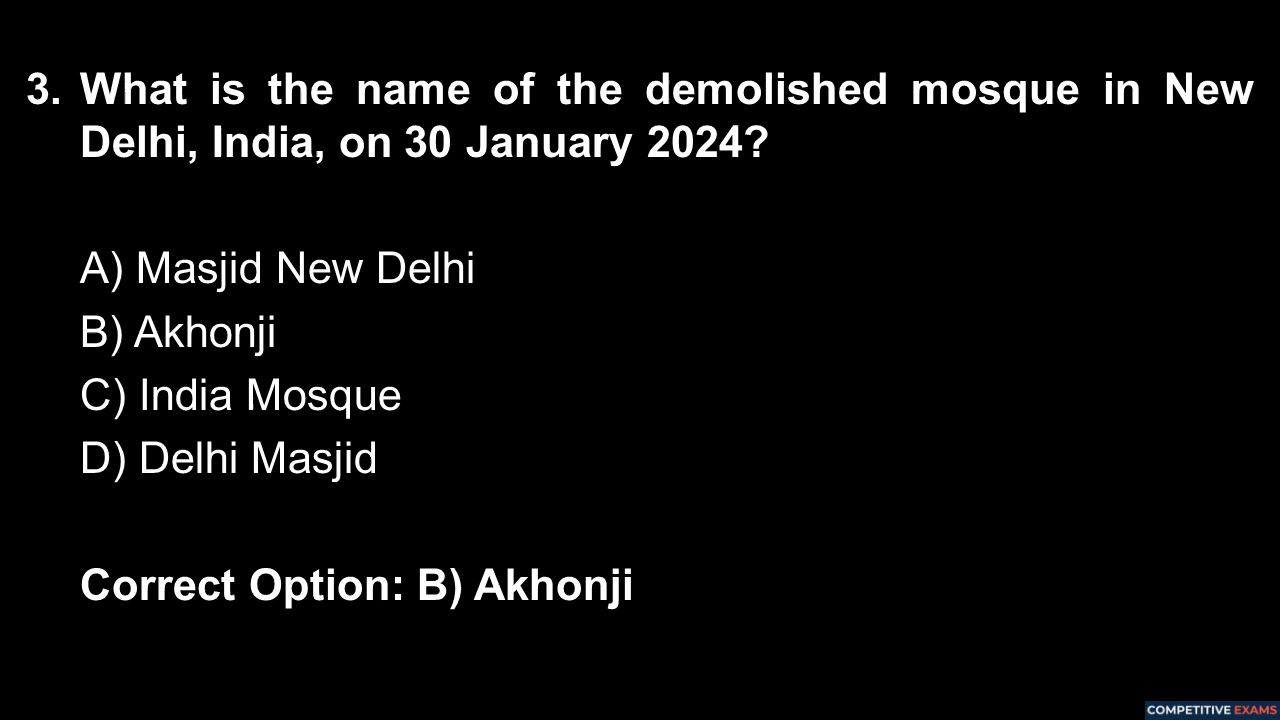 3. What is the name of the demolished mosque in New
Delhi, India, on 30 January 2024?
A) Masjid New Delhi
B) Akhonji
C) India Mosque
D) Delhi Masjid
Correct Option: B) Akhonji
COMPETITIVE EXAMS